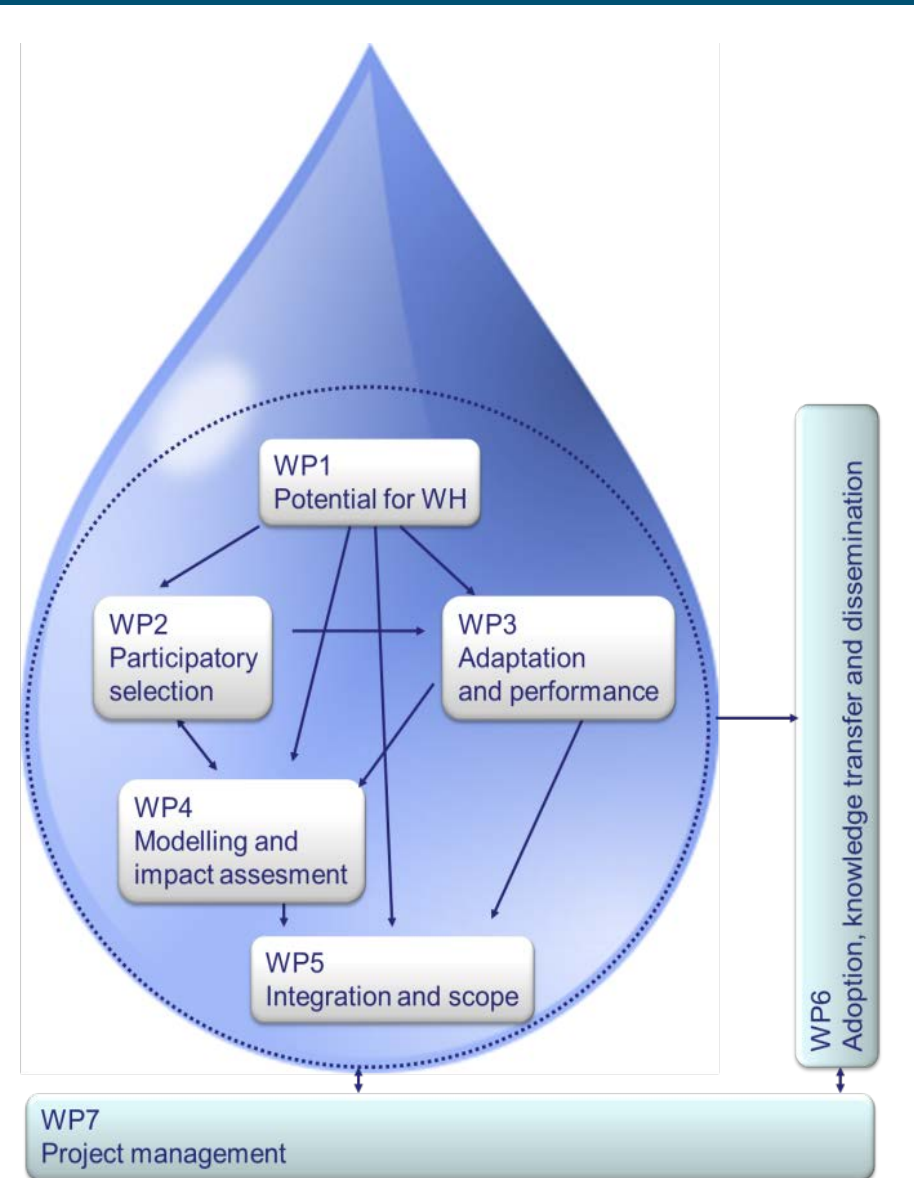 WP1
Potential for WH
WP2
Participatory
selection
WP3
Adaptation
and performance
WP4
Modelling and
impact assesment
WP5
Integration and scope
WP6
Adoption, knowledge transfer and dissemination
WP7
Project management